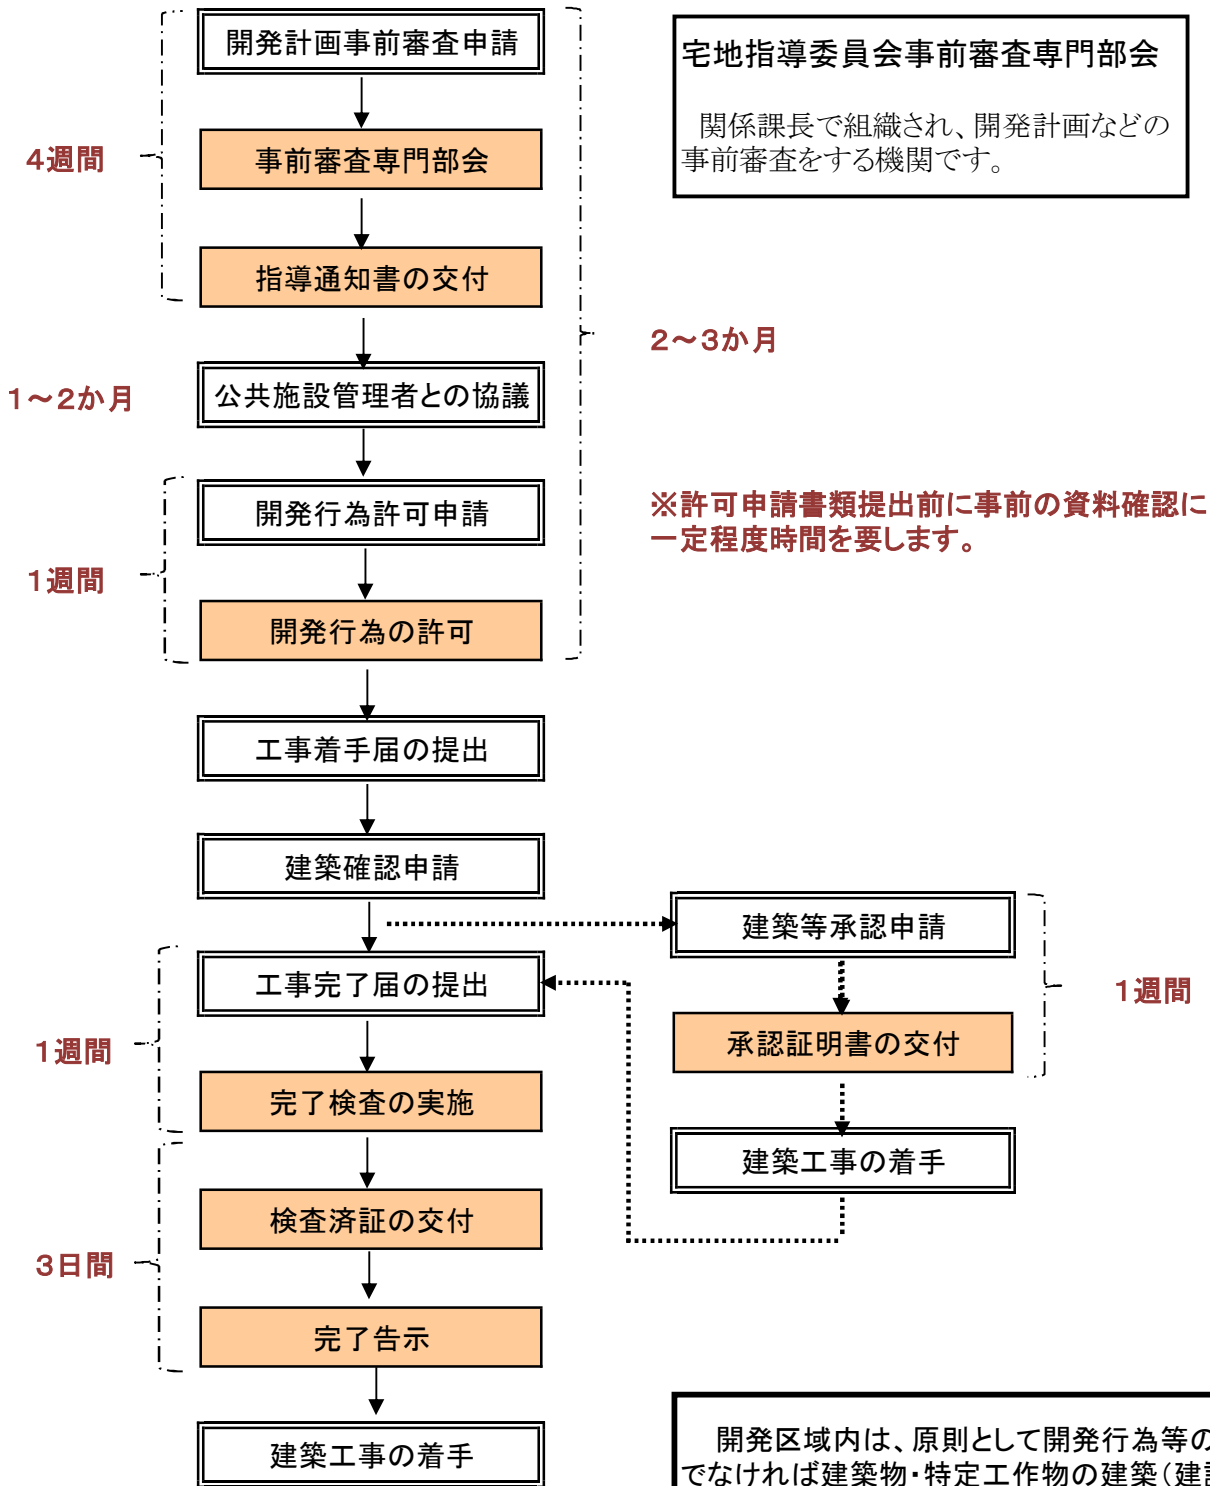 開発計画事前審査申請
宅地指導委員会事前審査専門部会
関係課長で組織され、開発計画などの
事前審査をする機関です。
4週間
事前審査専門部会
指導通知書の交付
2～3か月
1～2か月
公共施設管理者との協議
開発行為許可申請
※許可申請書類提出前に事前の資料確認に
一定程度時間を要します。
1週間
開発行為の許可
工事着手届の提出
建築確認申請
建築等承認申請
工事完了届の提出
1週間
承認証明書の交付
1週間
完了検査の実施
建築工事の着手
検査済証の交付
3日間
完了告示
建築工事の着手
開発区域内は、原則として開発行為等の
でなければ建築物・特定工作物の建築（建